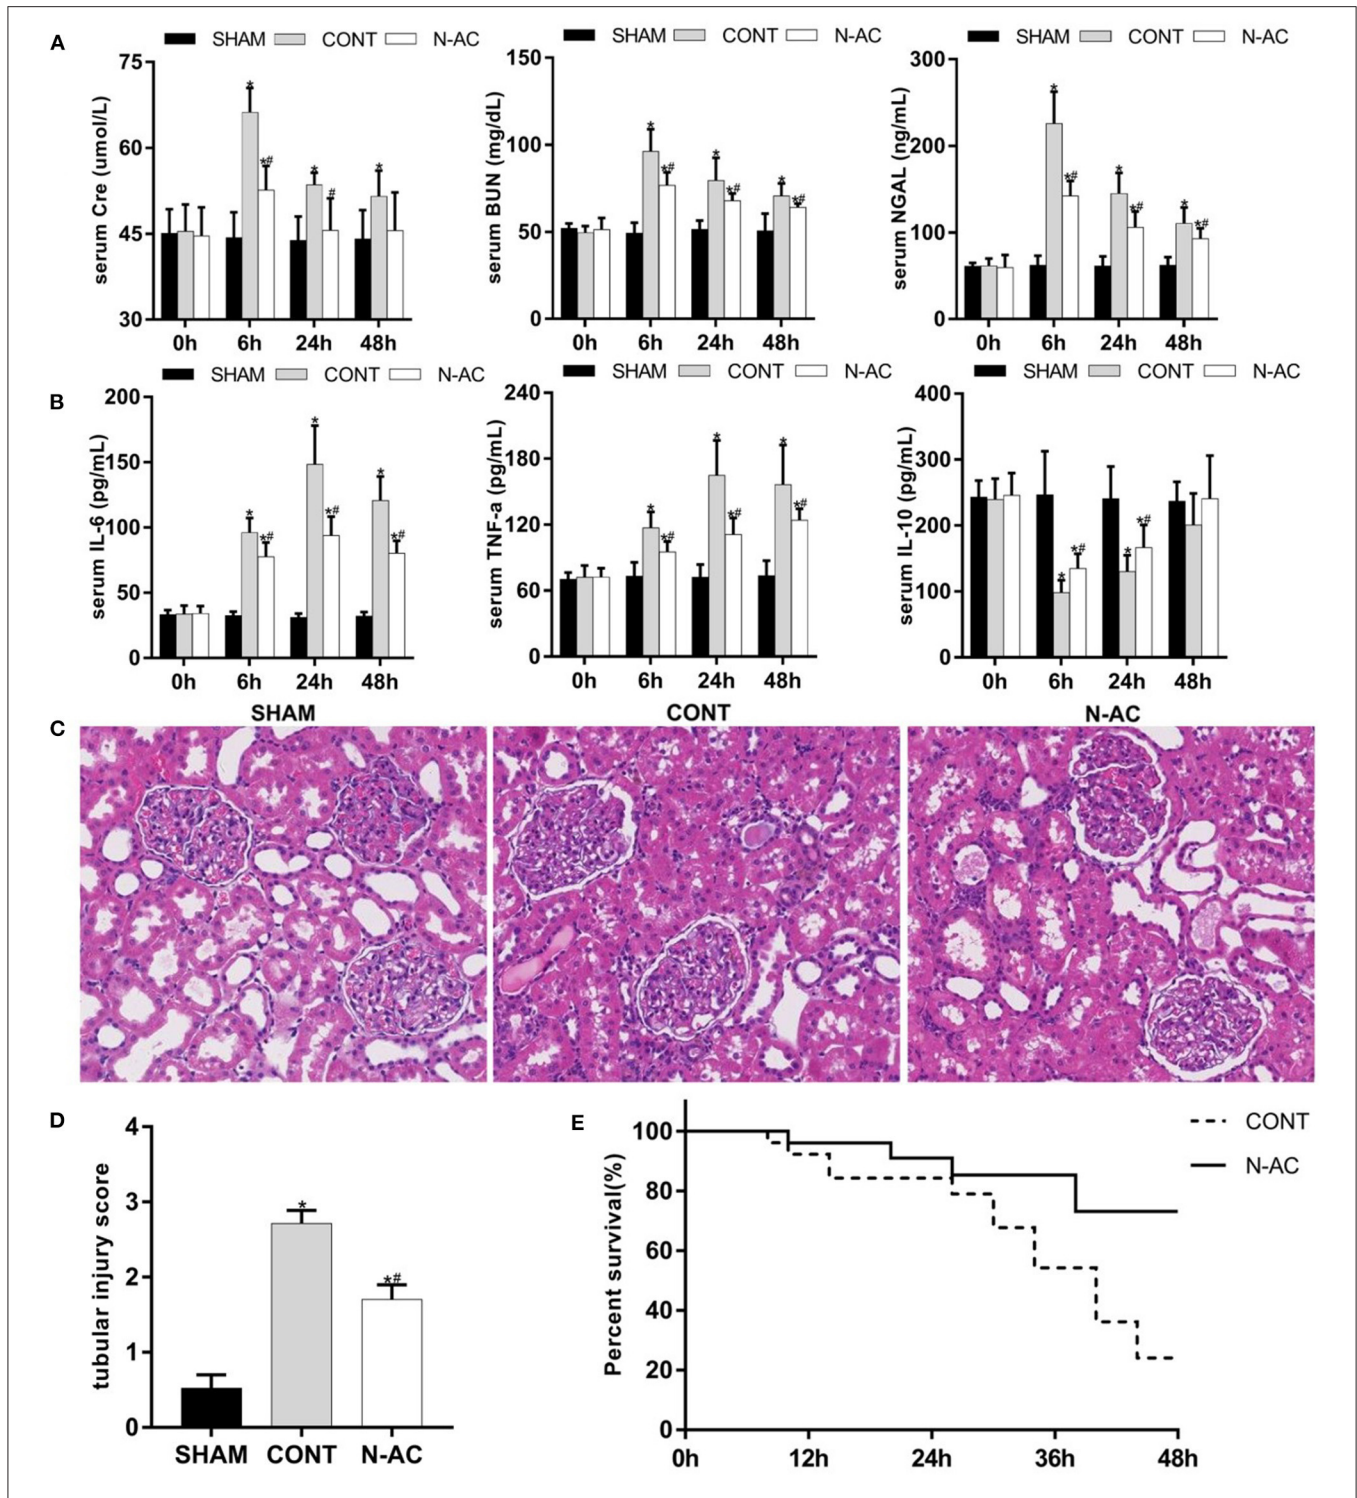 A
SHAM CONT N-AC
serum Cre (umol/L)
75
60
45
30
* *# * # *
0h 6h 24h 48h
SHAM CONT N-AC
serum BUN (mg/dL)
150
100
50
0
* *# * *# * *#
0h 6h 24h 48h
SHAM CONT N-AC
serum NGAL (ng/mL)
300
200
100
0
* *# * *# * *#
0h 6h 24h 48h
B
SHAM CONT N-AC
serum IL-6 (pg/mL)
200
150
100
50
0
* *# * *# * *#
0h 6h 24h 48h
SHAM CONT N-AC
serum TNF-a (pg/mL)
240
180
120
60
0
* *# * *# * *#
0h 6h 24h 48h
SHAM CONT N-AC
serum IL-10 (pg/mL)
400
300
200
100
0
* *# * *#
0h 6h 24h 48h
C
SHAM CONT N-AC
D
tubular injury score
4
3
2
1
0
* *#
SHAM CONT N-AC
E
CONT
N-AC
Percent survival(%)
100
80
60
40
20
0
0h 12h 24h 36h 48h